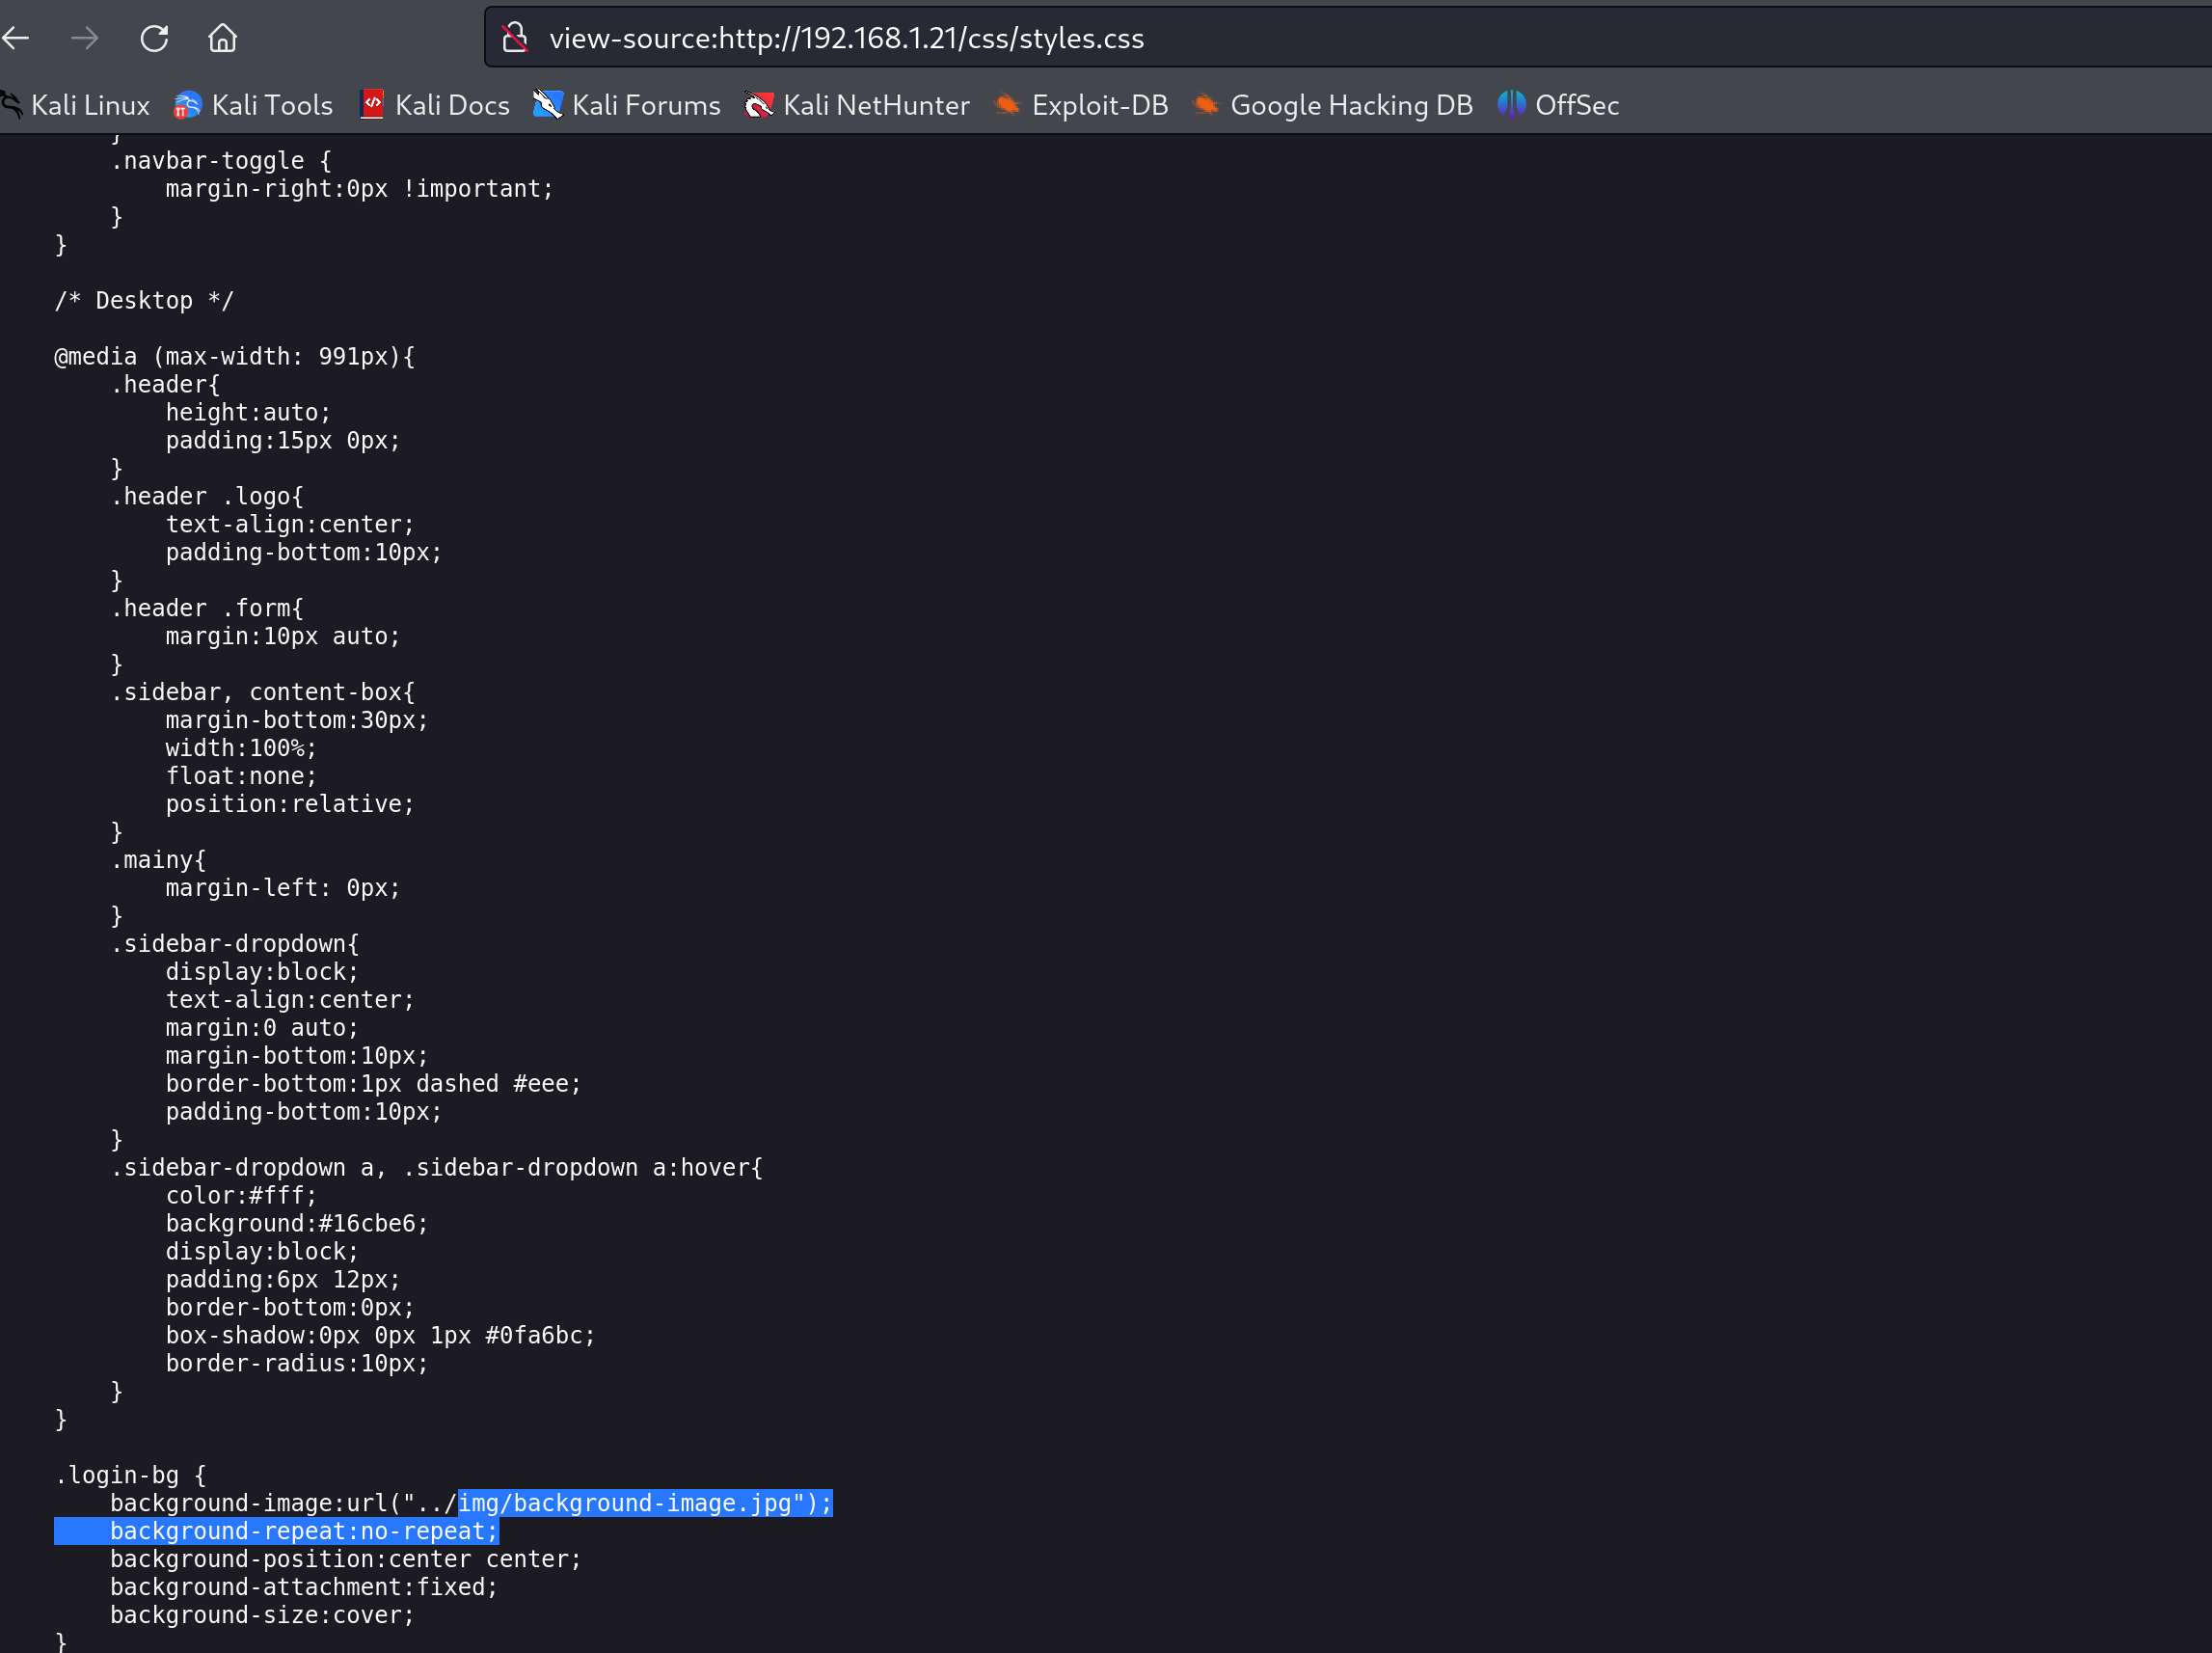 view-source:http://192.168.1.21/css/styles.css
Kali Linux Kali Tools Kali Docs Kali Forums Kali NetHunter Exploit-DB Google Hacking DB OffSec
}
    .navbar-toggle {
        margin-right:0px !important;
    }
}

/* Desktop */

@media (max-width: 991px){
    .header{
        height:auto;
        padding:15px 0px;
    }
    .header .logo{
        text-align:center;
        padding-bottom:10px;
    }
    .header .form{
        margin:10px auto;
    }
    .sidebar, content-box{
        margin-bottom:30px;
        width:100%;
        float:none;
        position:relative;
    }
    .mainy{
        margin-left: 0px;
    }
    .sidebar-dropdown{
        display:block;
        text-align:center;
        margin:0 auto;
        margin-bottom:10px;
        border-bottom:1px dashed #eee;
        padding-bottom:10px;
    }
    .sidebar-dropdown a, .sidebar-dropdown a:hover{
        color:#fff;
        background:#16cbe6;
        display:block;
        padding:6px 12px;
        border-bottom:0px;
        box-shadow:0px 0px 1px #0fa6bc;
        border-radius:10px;
    }
}

.login-bg {
    background-image:url("../img/background-image.jpg");
    background-repeat:no-repeat;
    background-position:center center;
    background-attachment:fixed;
    background-size:cover;
}